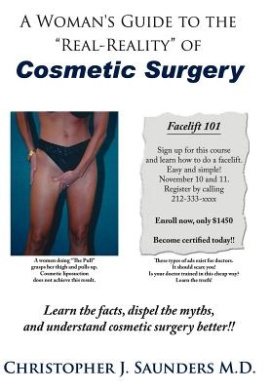 A WOMAN'S GUIDE TO THE
"REAL-REALITY" OF
Cosmetic Surgery
Facelift 101
Sign up for this course
and learn how to do a facelift.
Easy and simple!
November 10 and 11.
Register by calling
212-333-xxxx
Enroll now, only $1450
Become certified today!!
A woman doing "The Pull"
grasps her thigh and pulls up.
Cosmetic liposuction
does not achieve this result.
These types of ads exist for doctors.
It should scare you!
Is your doctor trained in this cheap way?
Learn the truth!
Learn the facts, dispel the myths,
and understand cosmetic surgery better!!
CHRISTOPHER J. SAUNDERS M.D.